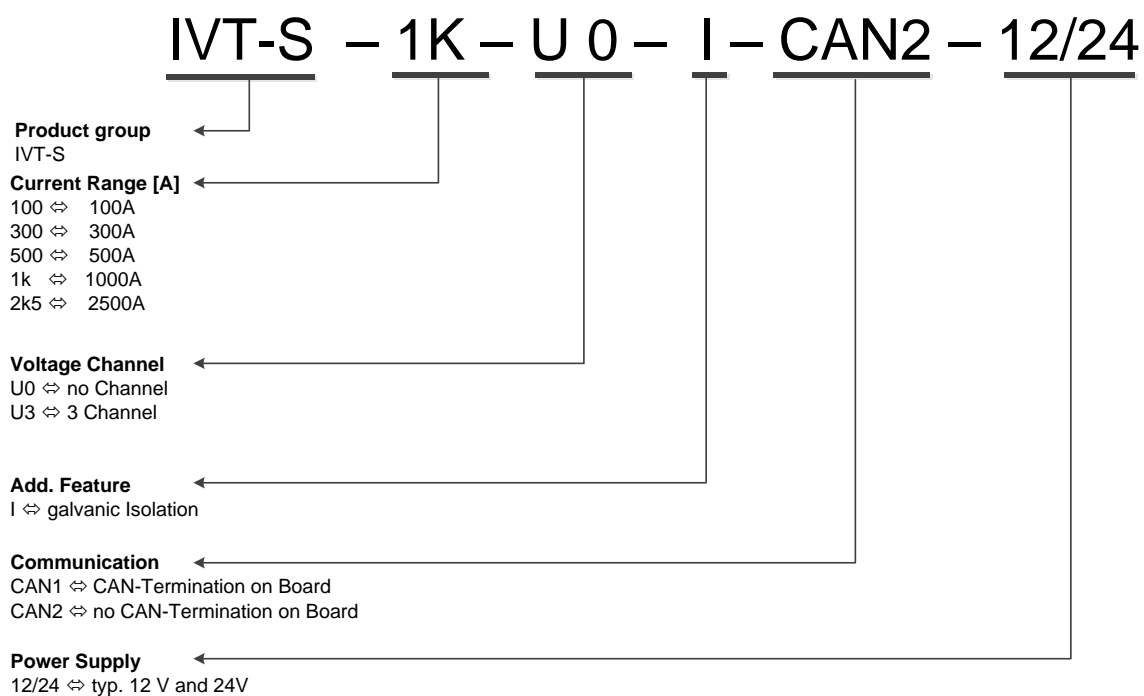 IVT-S – 1K – U 0 – I – CAN2 – 12/24
Product group
IVT-S
Current Range [A]
100 ⇔ 100A
300 ⇔ 300A
500 ⇔ 500A
1k ⇔ 1000A
2k5 ⇔ 2500A
Voltage Channel
U0 ⇔ no Channel
U3 ⇔ 3 Channel
Add. Feature
I ⇔ galvanic Isolation
Communication
CAN1 ⇔ CAN-Termination on Board
CAN2 ⇔ no CAN-Termination on Board
Power Supply
12/24 ⇔ typ. 12 V and 24V